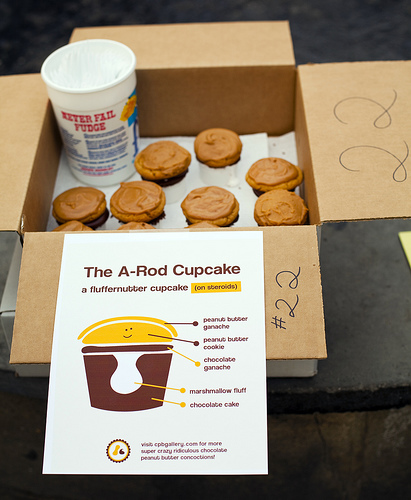 NEVER FAIL
FUDGE
22
#22
The A-Rod Cupcake
a fluffernutter cupcake (on steroids)
peanut butter
ganache
peanut butter
cookie
chocolate
ganache
marshmallow fluff
chocolate cake
visit cpbgallery.com for more
super crazy ridiculous chocolate
peanut butter concoctions!